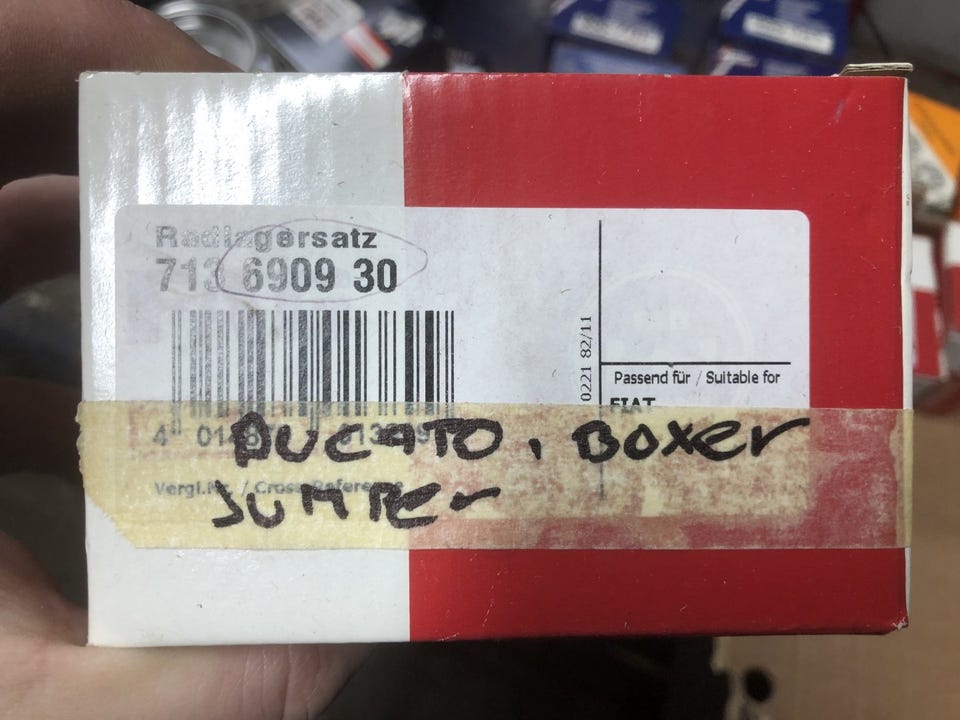 Radlagersatz
713 6909 30
0221 82/11
Passend für / Suitable for
FIAT
DUCATO, BOXER
Vergl.Nr. / Cross Reference
JUMPER